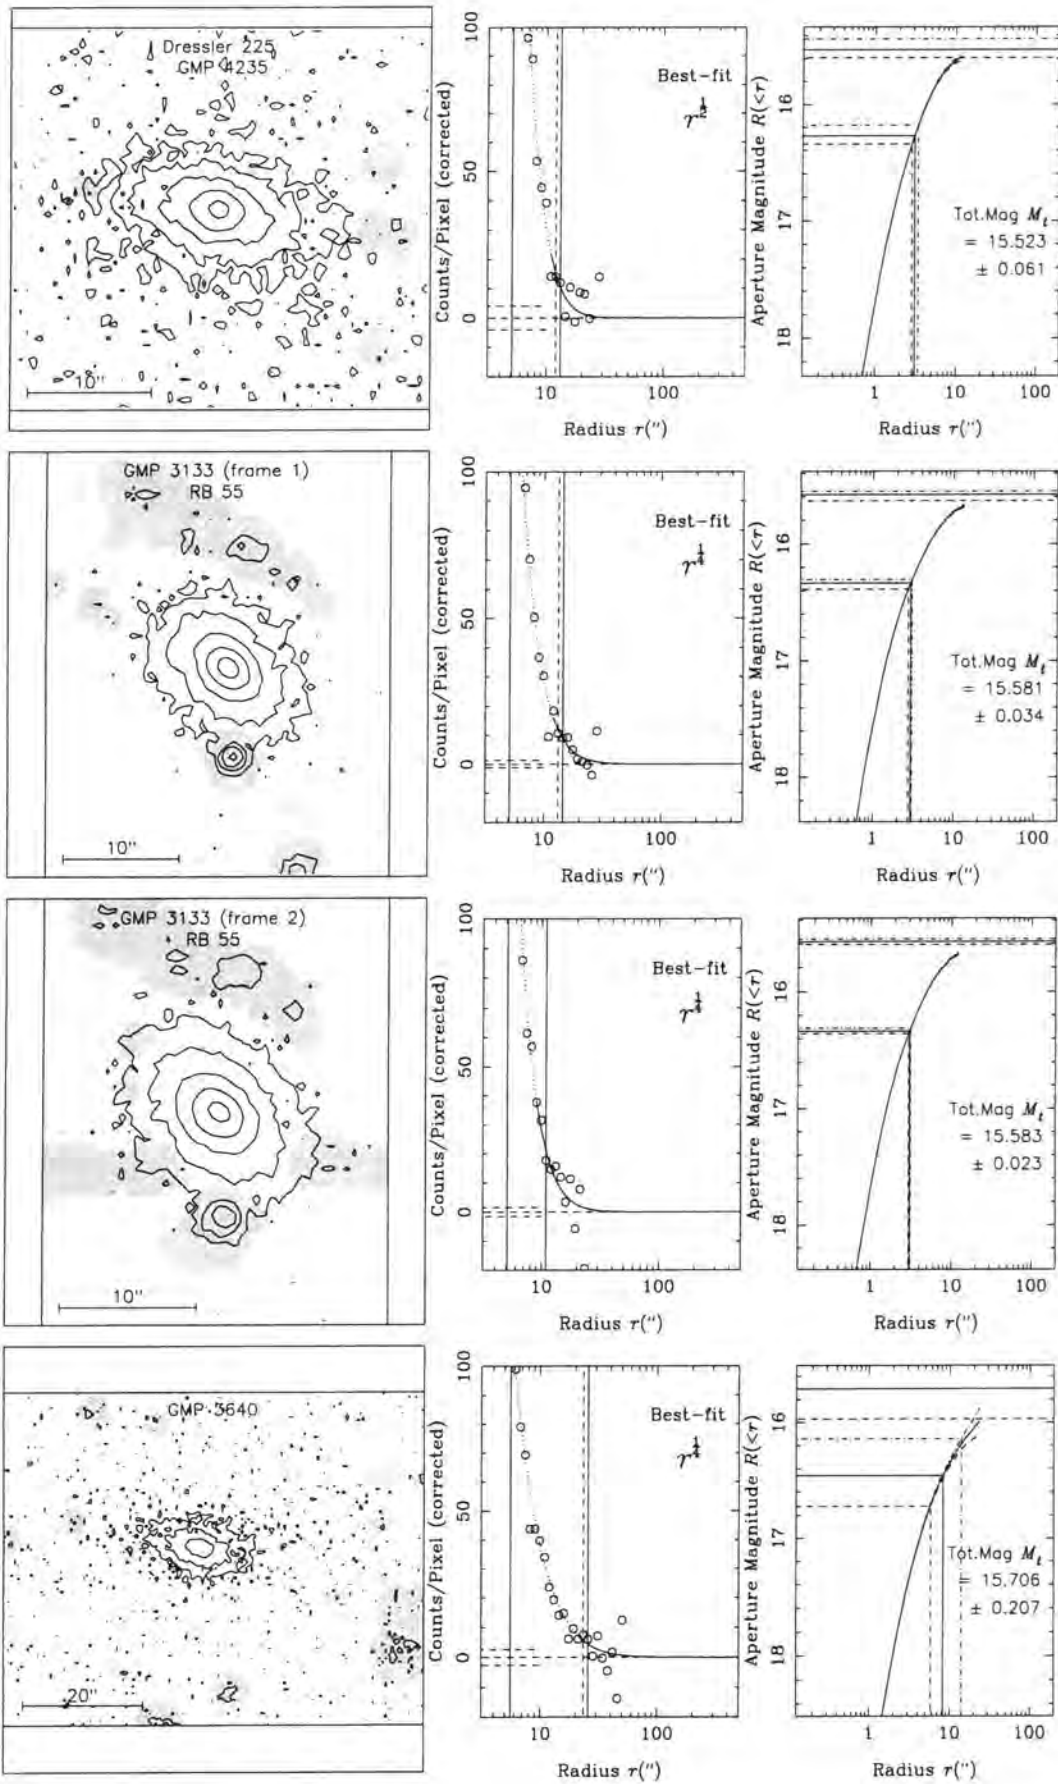 Dressler 225
GMP 4235
10"
Counts/Pixel (corrected)
100
50
0
Best-fit
r^1/2
10
100
Radius r(")
Aperture Magnitude R(<r)
16
17
18
Tot.Mag M_t
= 15.523
± 0.061
1
10
100
Radius r(")
GMP 3133 (frame 1)
RB 55
10"
Counts/Pixel (corrected)
100
50
0
Best-fit
r^1/4
10
100
Radius r(")
Aperture Magnitude R(<r)
16
17
18
Tot.Mag M_t
= 15.581
± 0.034
1
10
100
Radius r(")
GMP 3133 (frame 2)
RB 55
10"
Counts/Pixel (corrected)
100
50
0
Best-fit
r^1/4
10
100
Radius r(")
Aperture Magnitude R(<r)
16
17
18
Tot.Mag M_t
= 15.583
± 0.023
1
10
100
Radius r(")
GMP 3640
20"
Counts/Pixel (corrected)
100
50
0
Best-fit
r^1/4
10
100
Radius r(")
Aperture Magnitude R(<r)
16
17
18
Tot.Mag M_t
= 15.706
± 0.207
1
10
100
Radius r(")